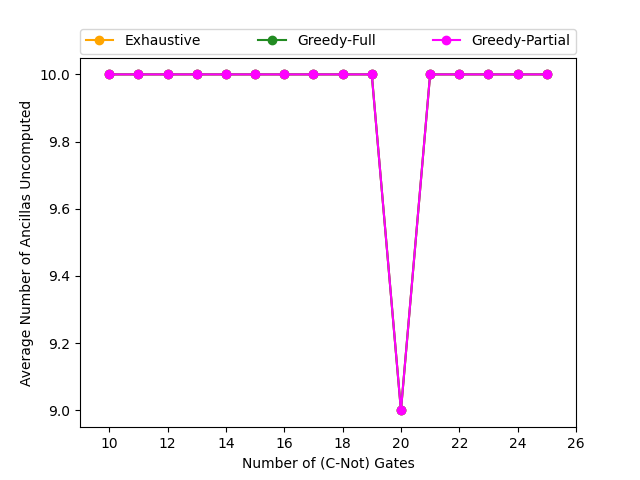 Exhaustive Greedy-Full Greedy-Partial
Average Number of Ancillas Uncomputed
10.0
9.8
9.6
9.4
9.2
9.0
10 12 14 16 18 20 22 24 26
Number of (C-Not) Gates